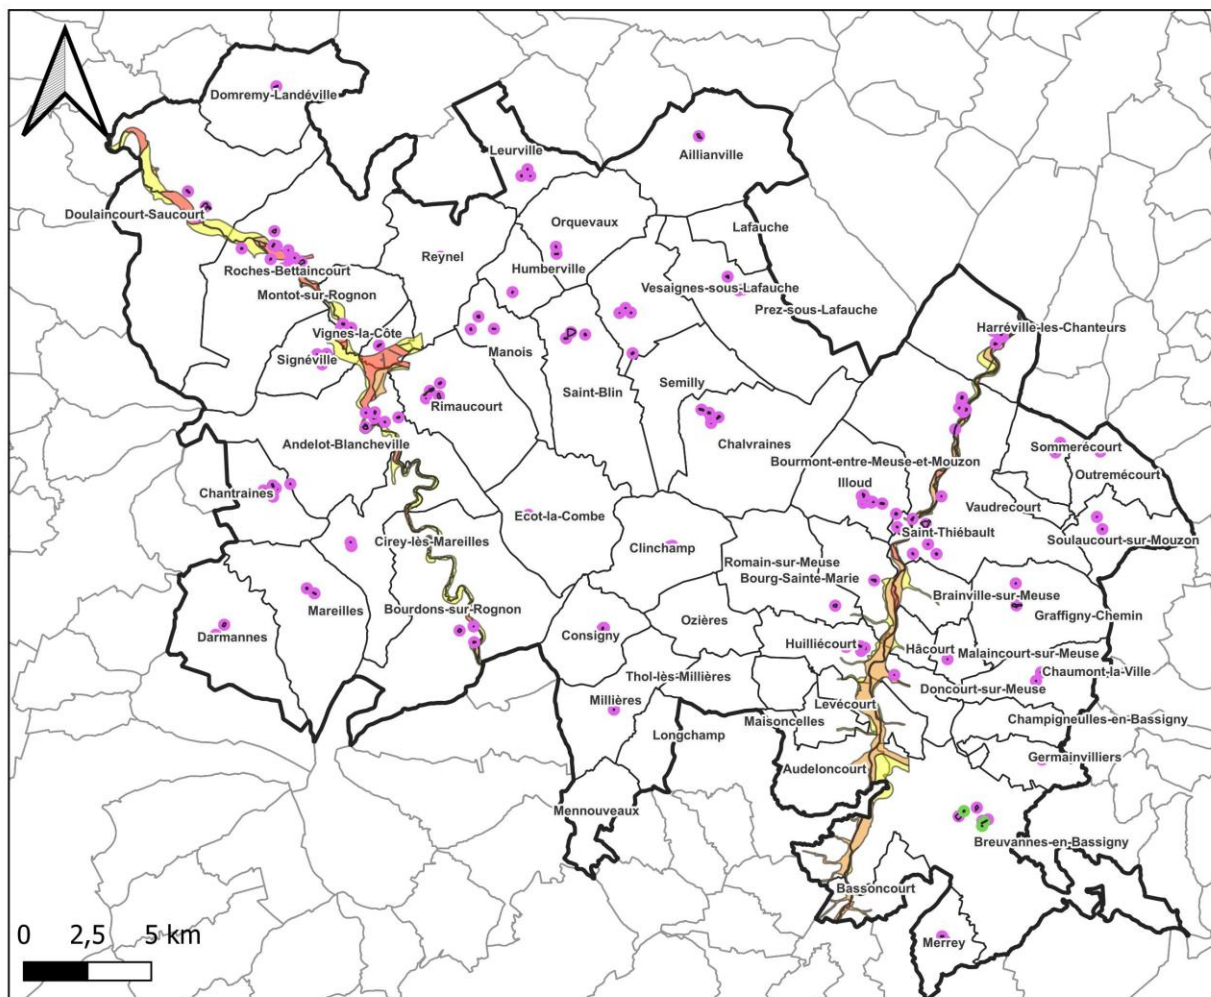 Domremy-Landéville
Leurville
Aillianville
Doulaincourt-Saucourt
Orquevaux
Lafauche
Reynel
Humberville
Roches-Bettaincourt
Vesaignes-sous-Lafauche
Montot-sur-Rognon
Prez-sous-Lafauche
Harréville-les-Chanteurs
Vignes-la-Côte
Signéville
Manois
Semilly
Saint-Blin
Rimaucourt
Andelot-Blancheville
Chalvraines
Sommerécourt
Bourmont-entre-Meuse-et-Mouzon
Outremécourt
Illoud
Chantraines
Vaudrecourt
Ecot-la-Combe
Saint-Thiébault
Cirey-lès-Mareilles
Clinchamp
Soulaucourt-sur-Mouzon
Romain-sur-Meuse
Bourg-Sainte-Marie
Brainville-sur-Meuse
Mareilles
Bourdons-sur-Rognon
Graffigny-Chemin
Ozières
Darmannes
Consigny
Huilliécourt
Hâcourt
Malaincourt-sur-Meuse
Chaumont-la-Ville
Thol-lès-Millières
Doncourt-sur-Meuse
Millières
Levécourt
Maisoncelles
Champigneulles-en-Bassigny
Longchamp
Germainvilliers
Audeloncourt
Mennouveaux
Breuvannes-en-Bassigny
Bassoncourt
Merrey
0 2,5 5 km